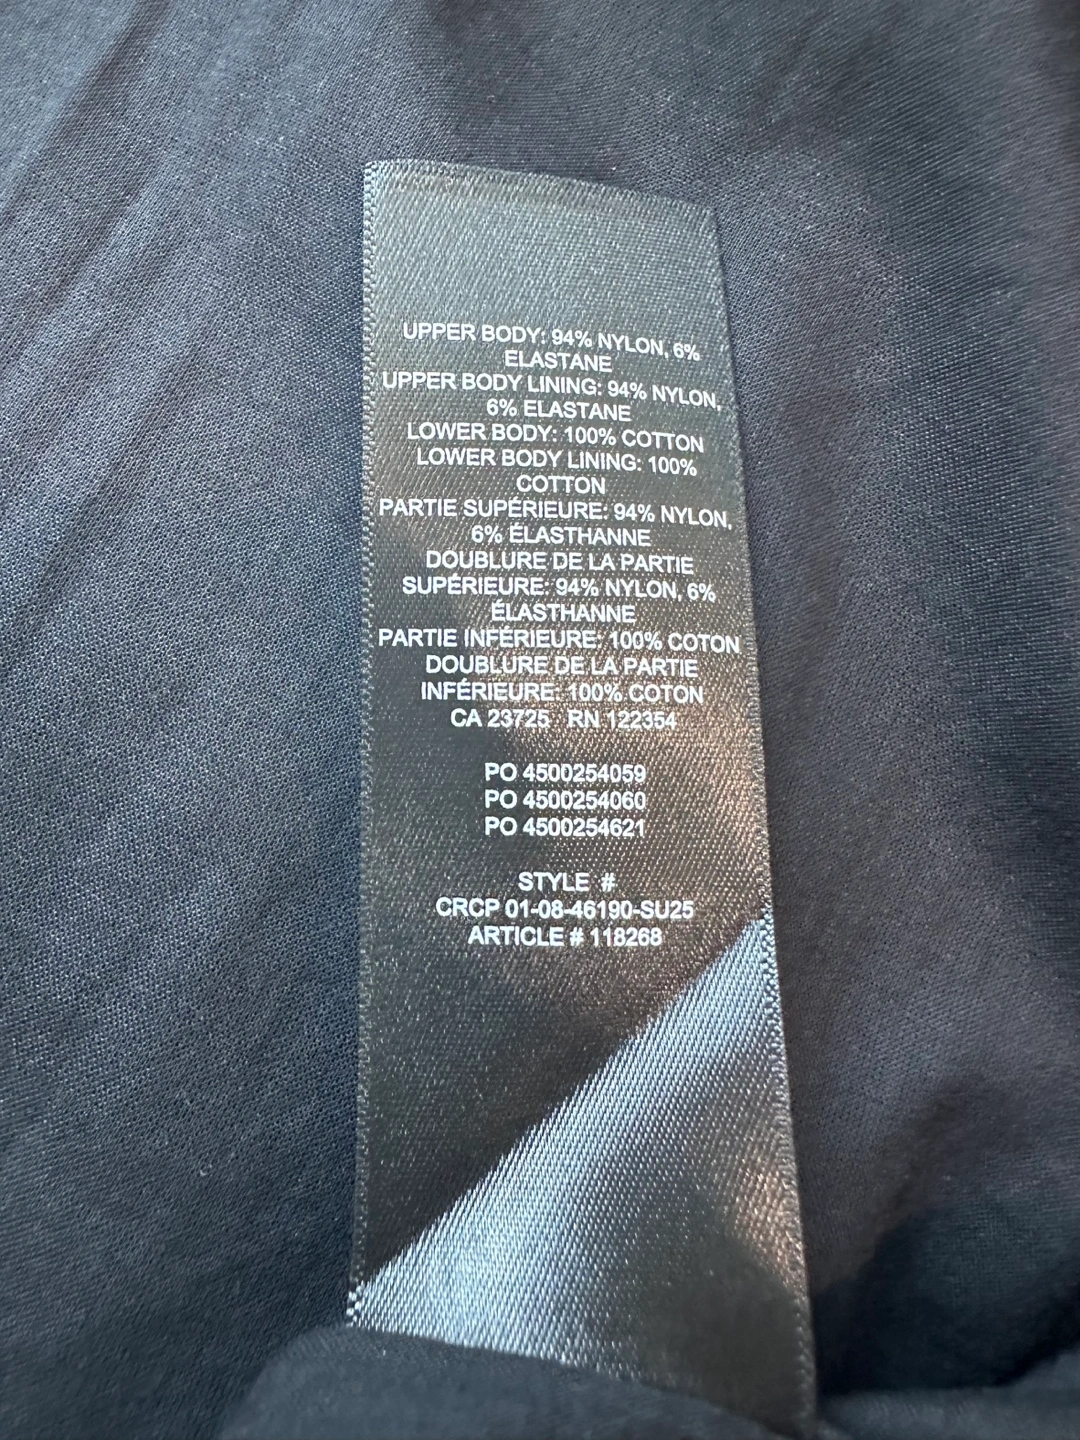 UPPER BODY: 94% NYLON, 6%
ELASTANE
UPPER BODY LINING: 94% NYLON,
6% ELASTANE
LOWER BODY: 100% COTTON
LOWER BODY LINING: 100%
COTTON
PARTIE SUPÉRIEURE: 94% NYLON,
6% ÉLASTHANNE
DOUBLURE DE LA PARTIE
SUPÉRIEURE: 94% NYLON, 6%
ÉLASTHANNE
PARTIE INFÉRIEURE: 100% COTON
DOUBLURE DE LA PARTIE
INFÉRIEURE: 100% COTON
CA 23725 RN 122354
PO 4500254059
PO 4500254060
PO 4500254621
STYLE #
CRCP 01-08-46190-SU25
ARTICLE # 118268